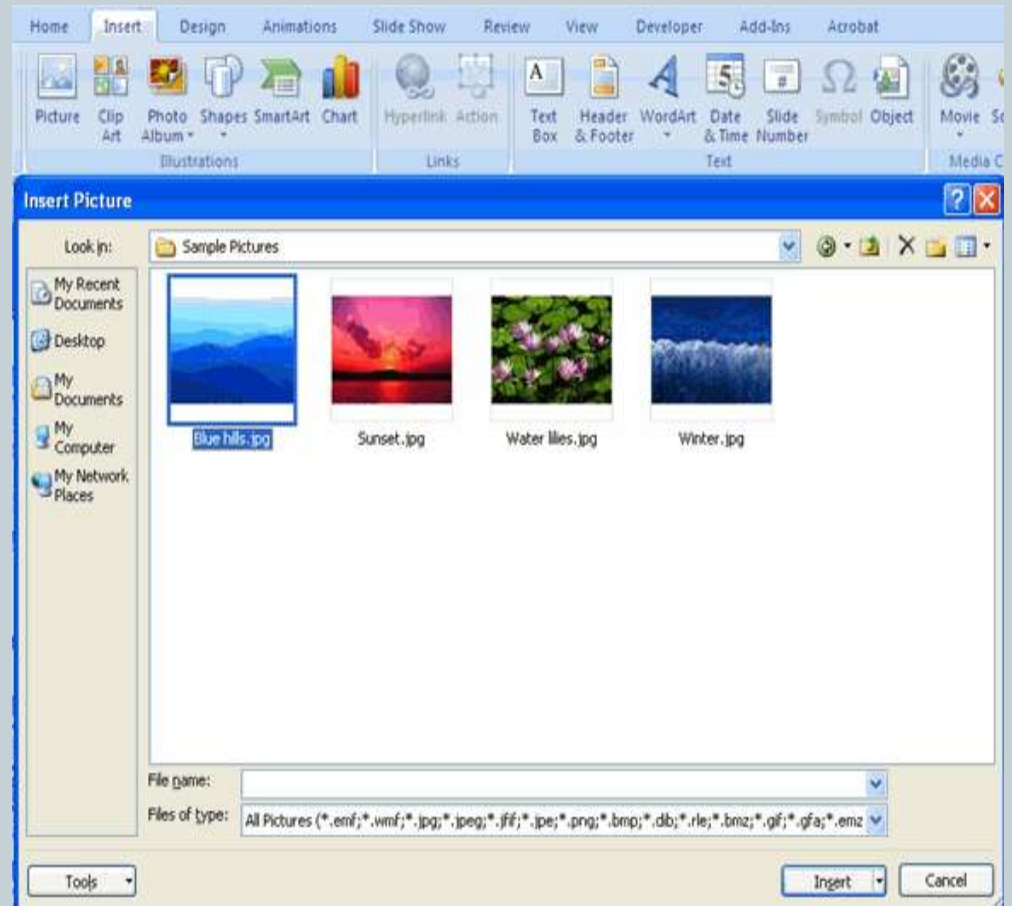 Home Insert Design Animations Slide Show Review View Developer Add-Ins Acrobat
Picture Clip Art Photo Album Shapes SmartArt Chart Hyperlink Action Text Box Header & Footer WordArt Date & Time Slide Number Symbol Object Movie
Illustrations Links Text Media
Insert Picture
Look in: Sample Pictures
My Recent Documents
Desktop
My Documents
My Computer
My Network Places
Blue hills.jpg Sunset.jpg Water lilies.jpg Winter.jpg
File name:
Files of type: All Pictures (*.emf;*.wmf;*.jpg;*.jpeg;*.jfif;*.jpe;*.png;*.bmp;*.dib;*.rle;*.bmz;*.gif;*.gfa;*.emz
Tools Insert Cancel